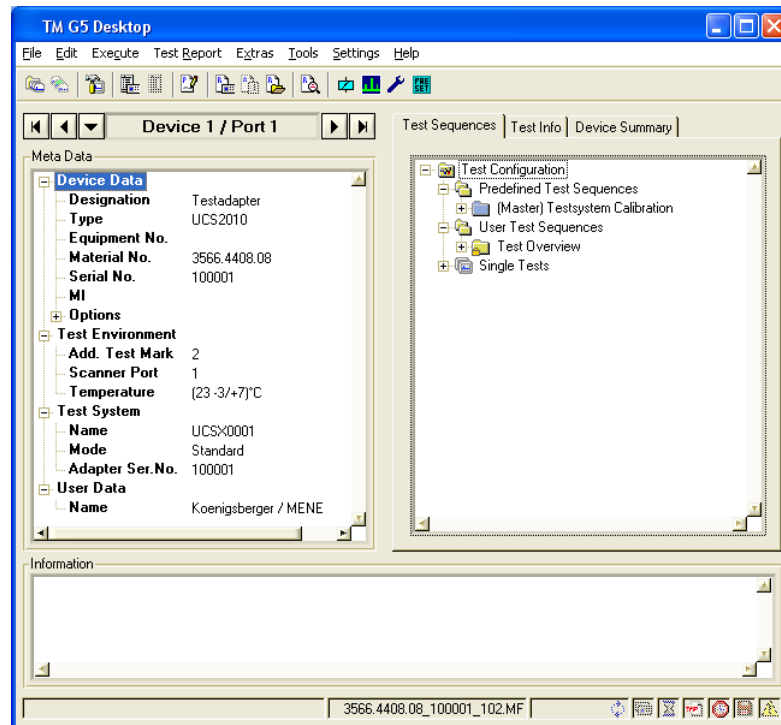 TM G5 Desktop
File Edit Execute Test Report Extras Tools Settings Help
PRE SET
Device 1 / Port 1
Test Sequences Test Info Device Summary
Meta Data
Device Data
Designation Testadapter
Type UCS2010
Equipment No.
Material No. 3566.4408.08
Serial No. 100001
MI
Options
Test Environment
Add. Test Mark 2
Scanner Port 1
Temperature (23 -3/+7)°C
Test System
Name UCSX0001
Mode Standard
Adapter Ser.No. 100001
User Data
Name Koenigsberger / MENE
Test Configuration
Predefined Test Sequences
(Master) Testsystem Calibration
User Test Sequences
Test Overview
Single Tests
Information
3566.4408.08_100001_102.MF